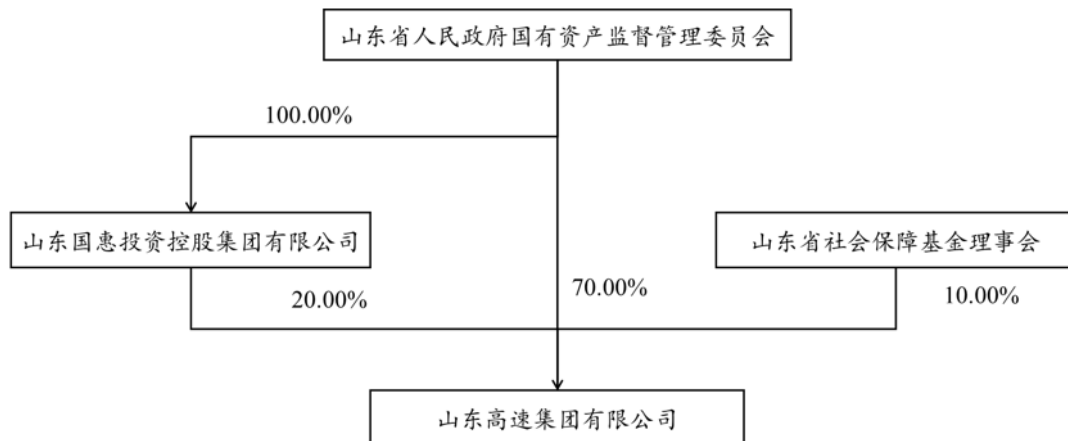 山东省人民政府国有资产监督管理委员会
100.00%
山东国惠投资控股集团有限公司
山东省社会保障基金理事会
20.00%
70.00%
10.00%
山东高速集团有限公司